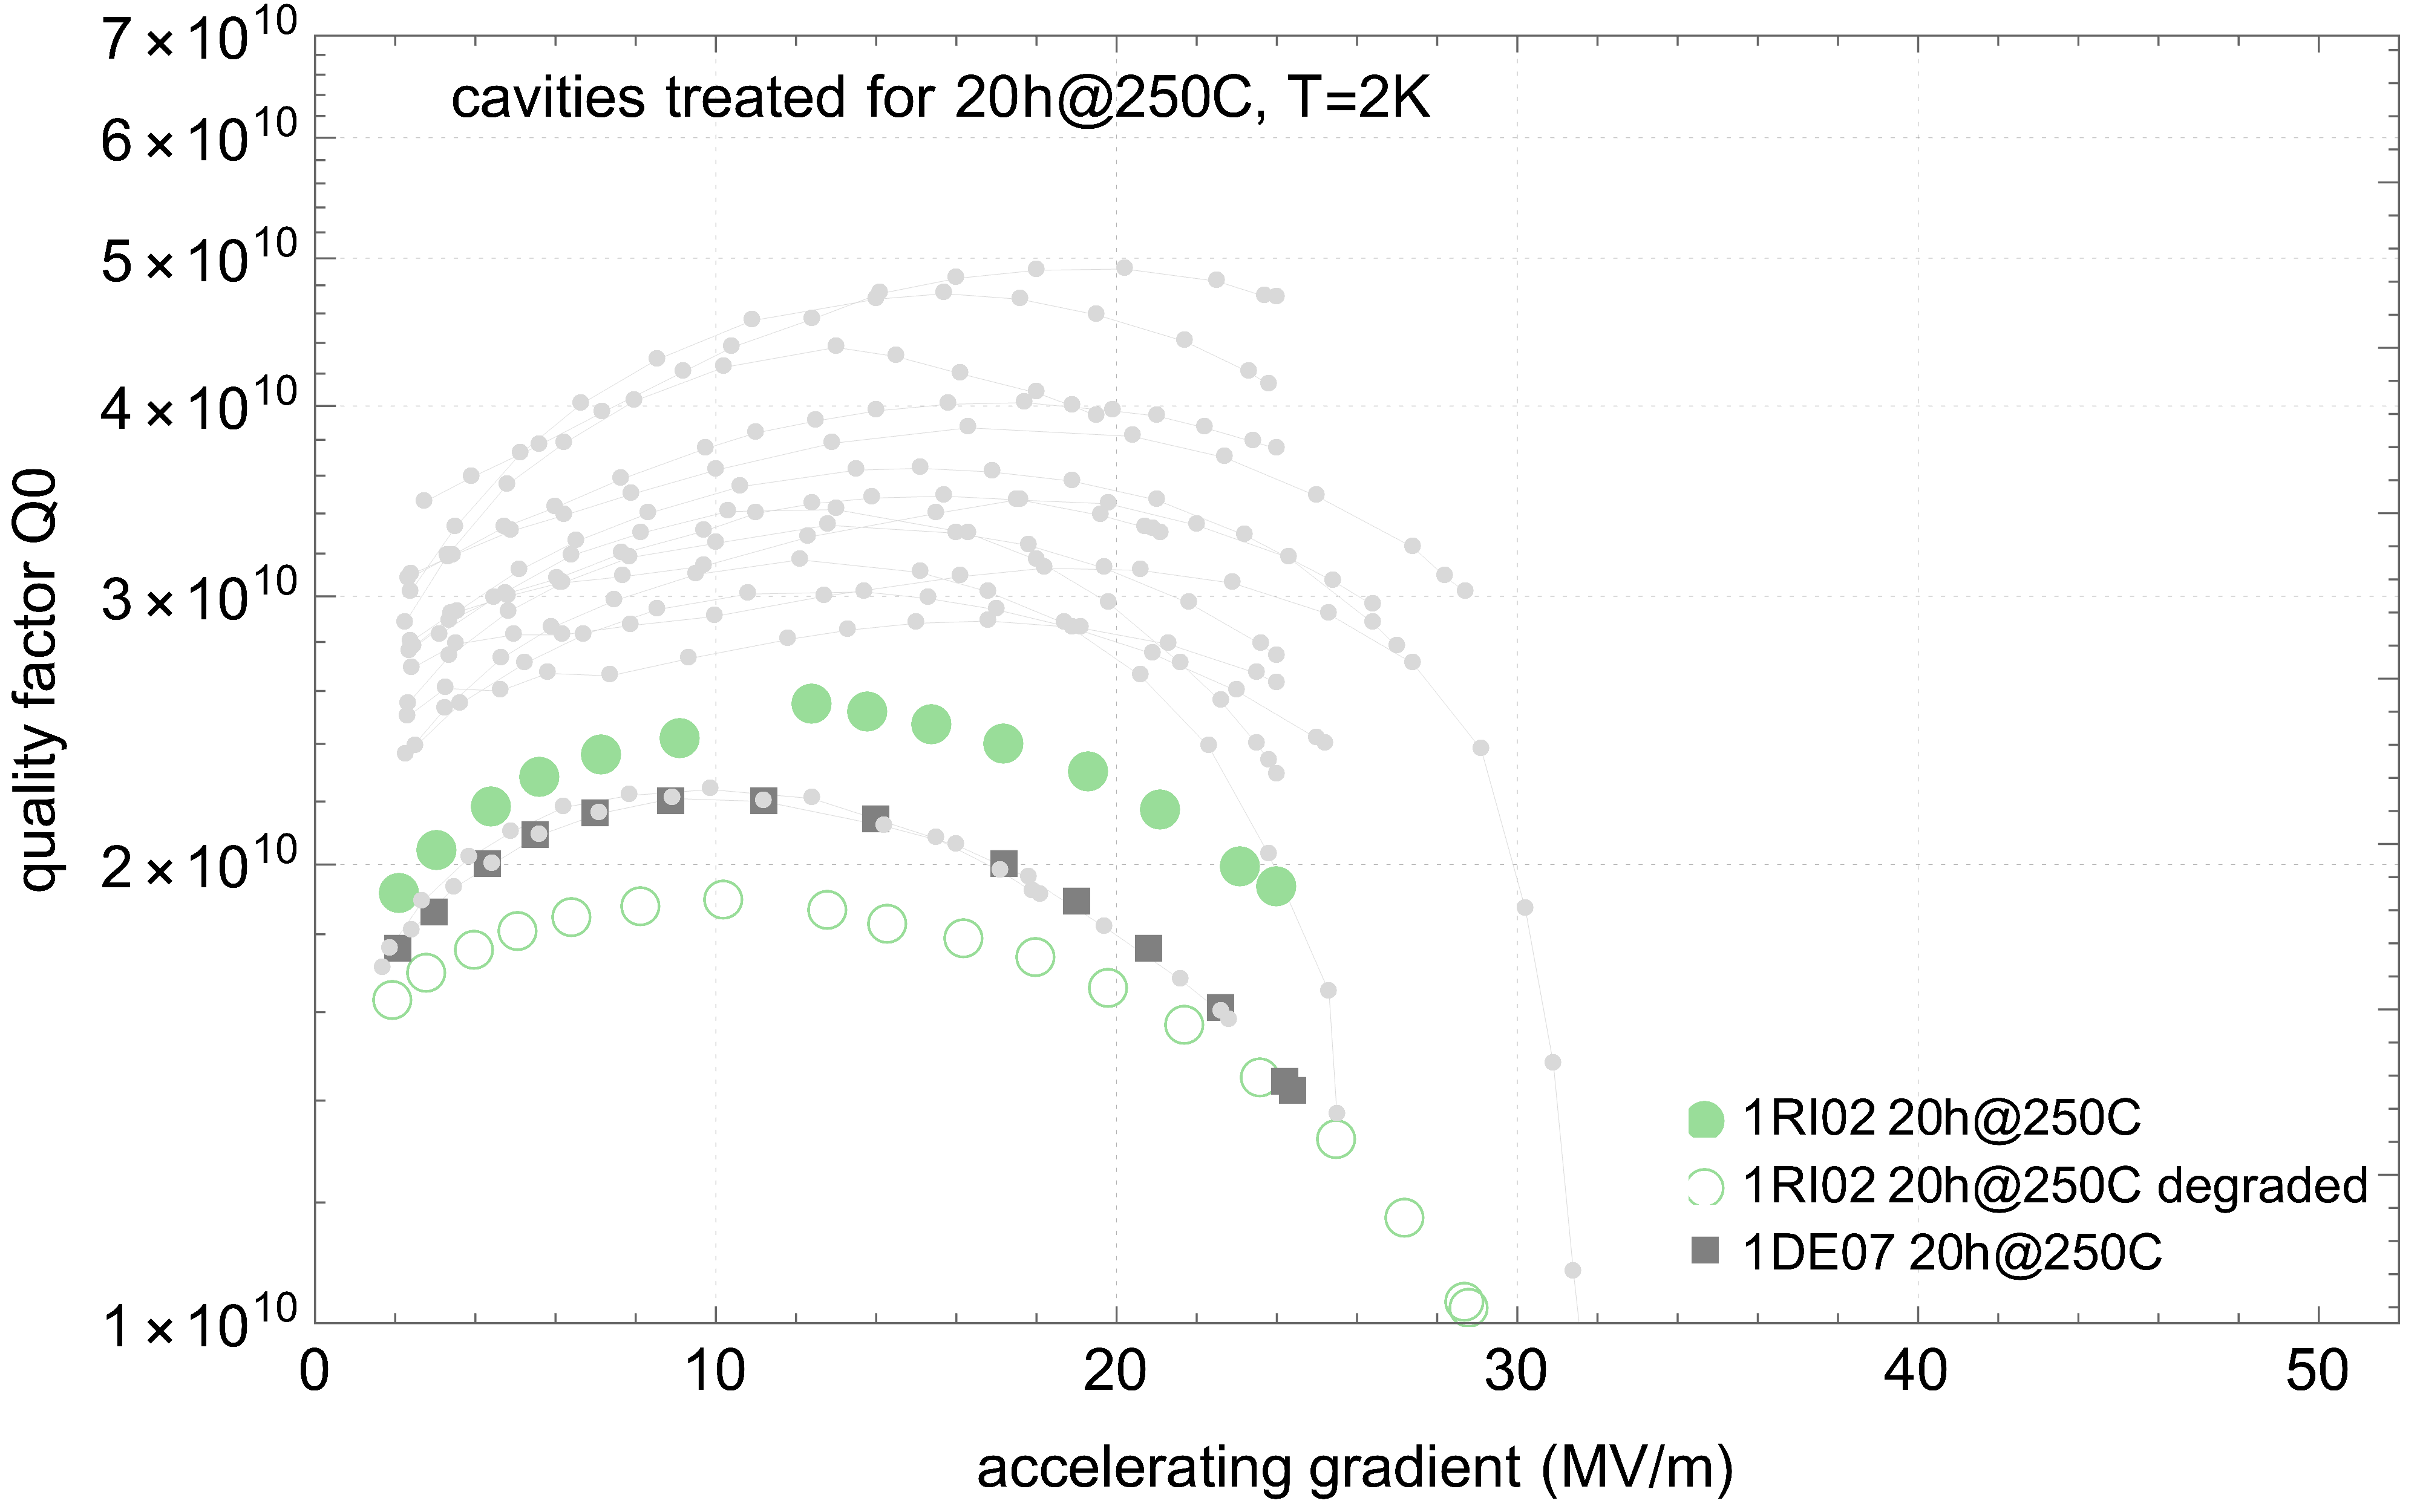 cavities treated for 20h@250C, T=2K
quality factor Q0
7×10^10
6×10^10
5×10^10
4×10^10
3×10^10
2×10^10
1×10^10
1RI02 20h@250C
1RI02 20h@250C degraded
1DE07 20h@250C
0 10 20 30 40 50
accelerating gradient (MV/m)